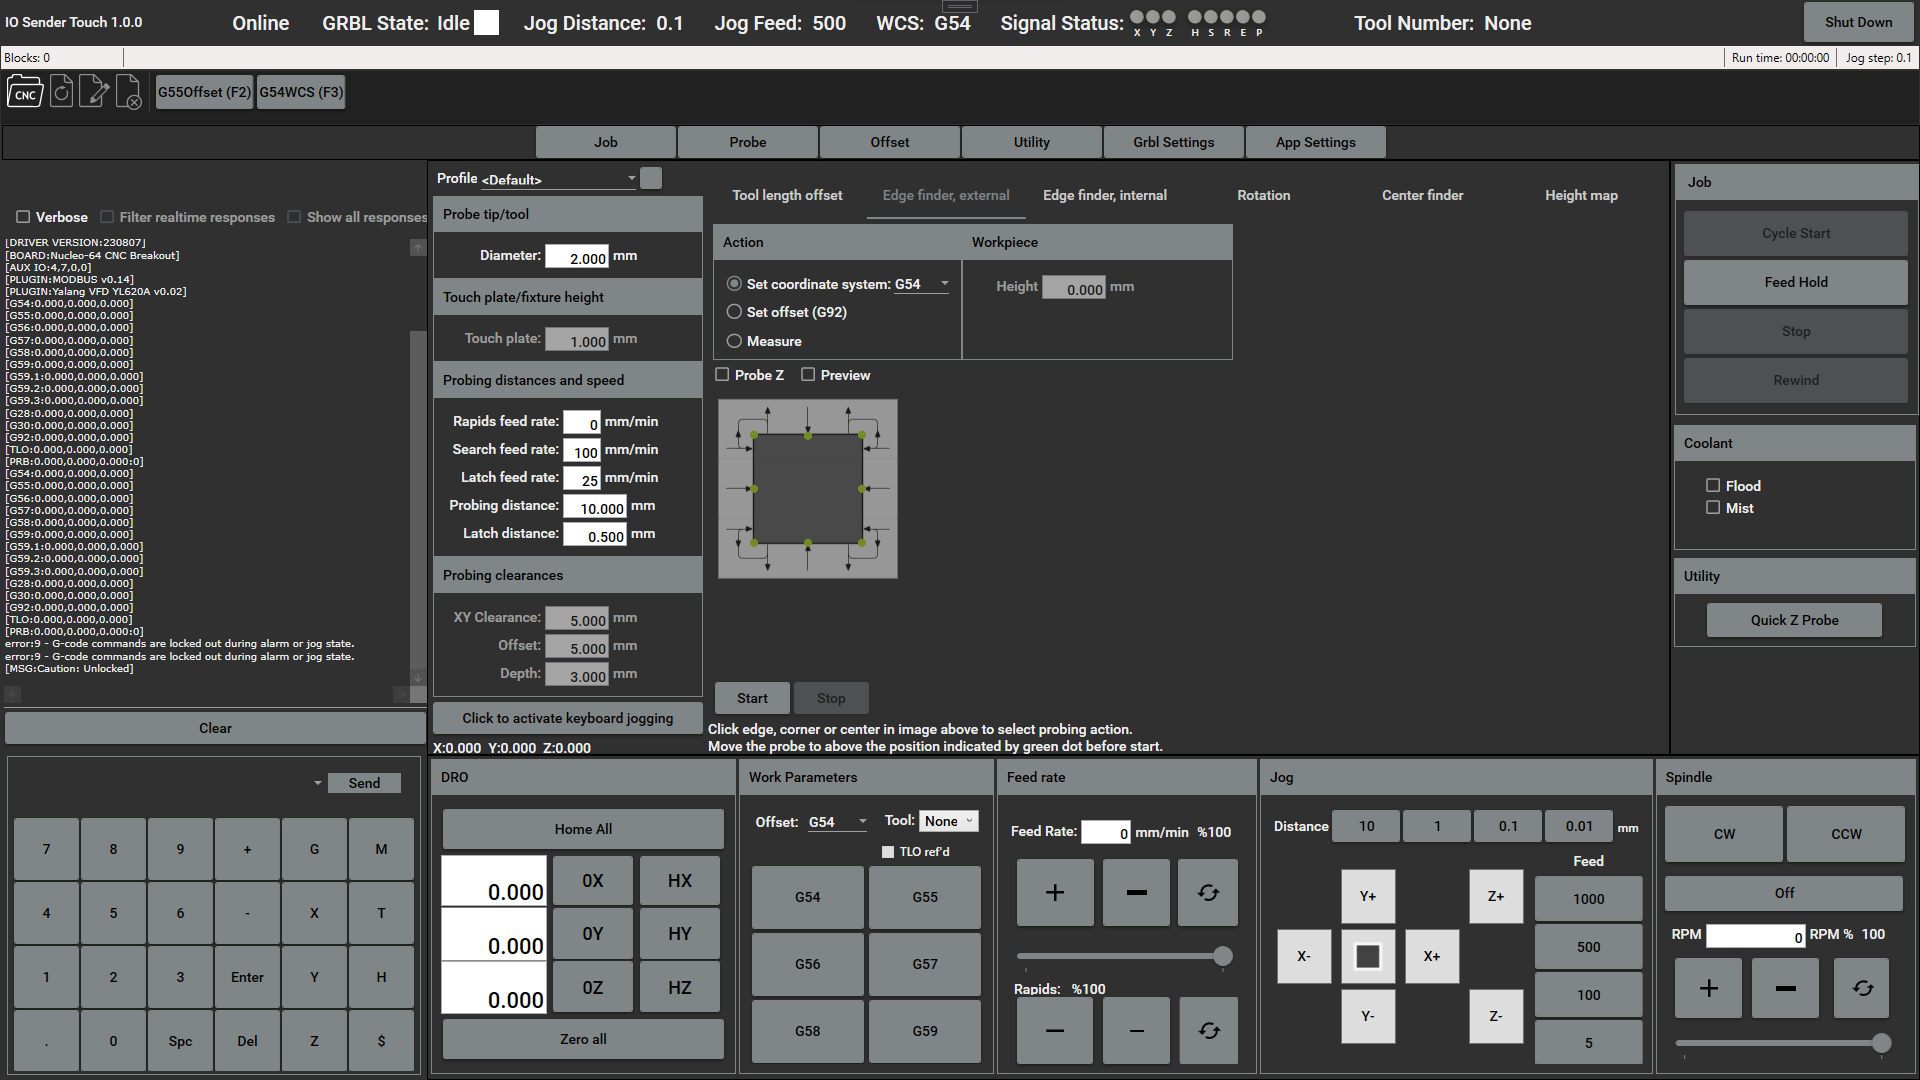 IO Sender Touch 1.0.0
Online
GRBL State: Idle
Jog Distance: 0.1
Jog Feed: 500
WCS: G54
Signal Status:
X Y Z H S R E P
Tool Number: None
Shut Down
Blocks: 0
Run time: 00:00:00
Jog step: 0.1
CNC
G55Offset (F2)
G54WCS (F3)
Job
Probe
Offset
Utility
Grbl Settings
App Settings
Verbose
Filter realtime responses
Show all responses
[DRIVER VERSION:230807]
[BOARD:Nucleo-64 CNC Breakout]
[AUX IO:4,7,0,0]
[PLUGIN:MODBUS v0.14]
[PLUGIN:Yalang VFD YL620A v0.02]
[G54:0.000,0.000,0.000]
[G55:0.000,0.000,0.000]
[G56:0.000,0.000,0.000]
[G57:0.000,0.000,0.000]
[G58:0.000,0.000,0.000]
[G59:0.000,0.000,0.000]
[G59.1:0.000,0.000,0.000]
[G59.2:0.000,0.000,0.000]
[G59.3:0.000,0.000,0.000]
[G28:0.000,0.000,0.000]
[G30:0.000,0.000,0.000]
[G92:0.000,0.000,0.000]
[TLO:0.000,0.000,0.000]
[PRB:0.000,0.000,0.000:0]
[G54:0.000,0.000,0.000]
[G55:0.000,0.000,0.000]
[G56:0.000,0.000,0.000]
[G57:0.000,0.000,0.000]
[G58:0.000,0.000,0.000]
[G59:0.000,0.000,0.000]
[G59.1:0.000,0.000,0.000]
[G59.2:0.000,0.000,0.000]
[G59.3:0.000,0.000,0.000]
[G28:0.000,0.000,0.000]
[G30:0.000,0.000,0.000]
[G92:0.000,0.000,0.000]
[TLO:0.000,0.000,0.000]
[PRB:0.000,0.000,0.000:0]
error:9 - G-code commands are locked out during alarm or jog state.
error:9 - G-code commands are locked out during alarm or jog state.
[MSG:Caution: Unlocked]
Clear
Send
7 8 9 + G M
4 5 6 - X T
1 2 3 Enter Y H
. 0 Spc Del Z $
Profile <Default>
Probe tip/tool
Diameter: 2.000 mm
Touch plate/fixture height
Touch plate: 1.000 mm
Probing distances and speed
Rapids feed rate: 0 mm/min
Search feed rate: 100 mm/min
Latch feed rate: 25 mm/min
Probing distance: 10.000 mm
Latch distance: 0.500 mm
Probing clearances
XY Clearance: 5.000 mm
Offset: 5.000 mm
Depth: 3.000 mm
Click to activate keyboard jogging
X:0.000 Y:0.000 Z:0.000
Tool length offset
Edge finder, external
Edge finder, internal
Rotation
Center finder
Height map
Action
Set coordinate system: G54
Set offset (G92)
Measure
Workpiece
Height 0.000 mm
Probe Z
Preview
Start
Stop
Click edge, corner or center in image above to select probing action.
Move the probe to above the position indicated by green dot before start.
Job
Cycle Start
Feed Hold
Stop
Rewind
Coolant
Flood
Mist
Utility
Quick Z Probe
DRO
Home All
0.000 0X HX
0.000 0Y HY
0.000 0Z HZ
Zero all
Work Parameters
Offset: G54
Tool: None
TLO ref'd
G54 G55
G56 G57
G58 G59
Feed rate
Feed Rate: 0 mm/min %100
+ −
Rapids: %100
− −
Jog
Distance 10 1 0.1 0.01 mm
Feed
Y+ Z+ 1000
500
X- X+
100
Y- Z-
5
Spindle
CW CCW
Off
RPM 0 RPM % 100
+ −